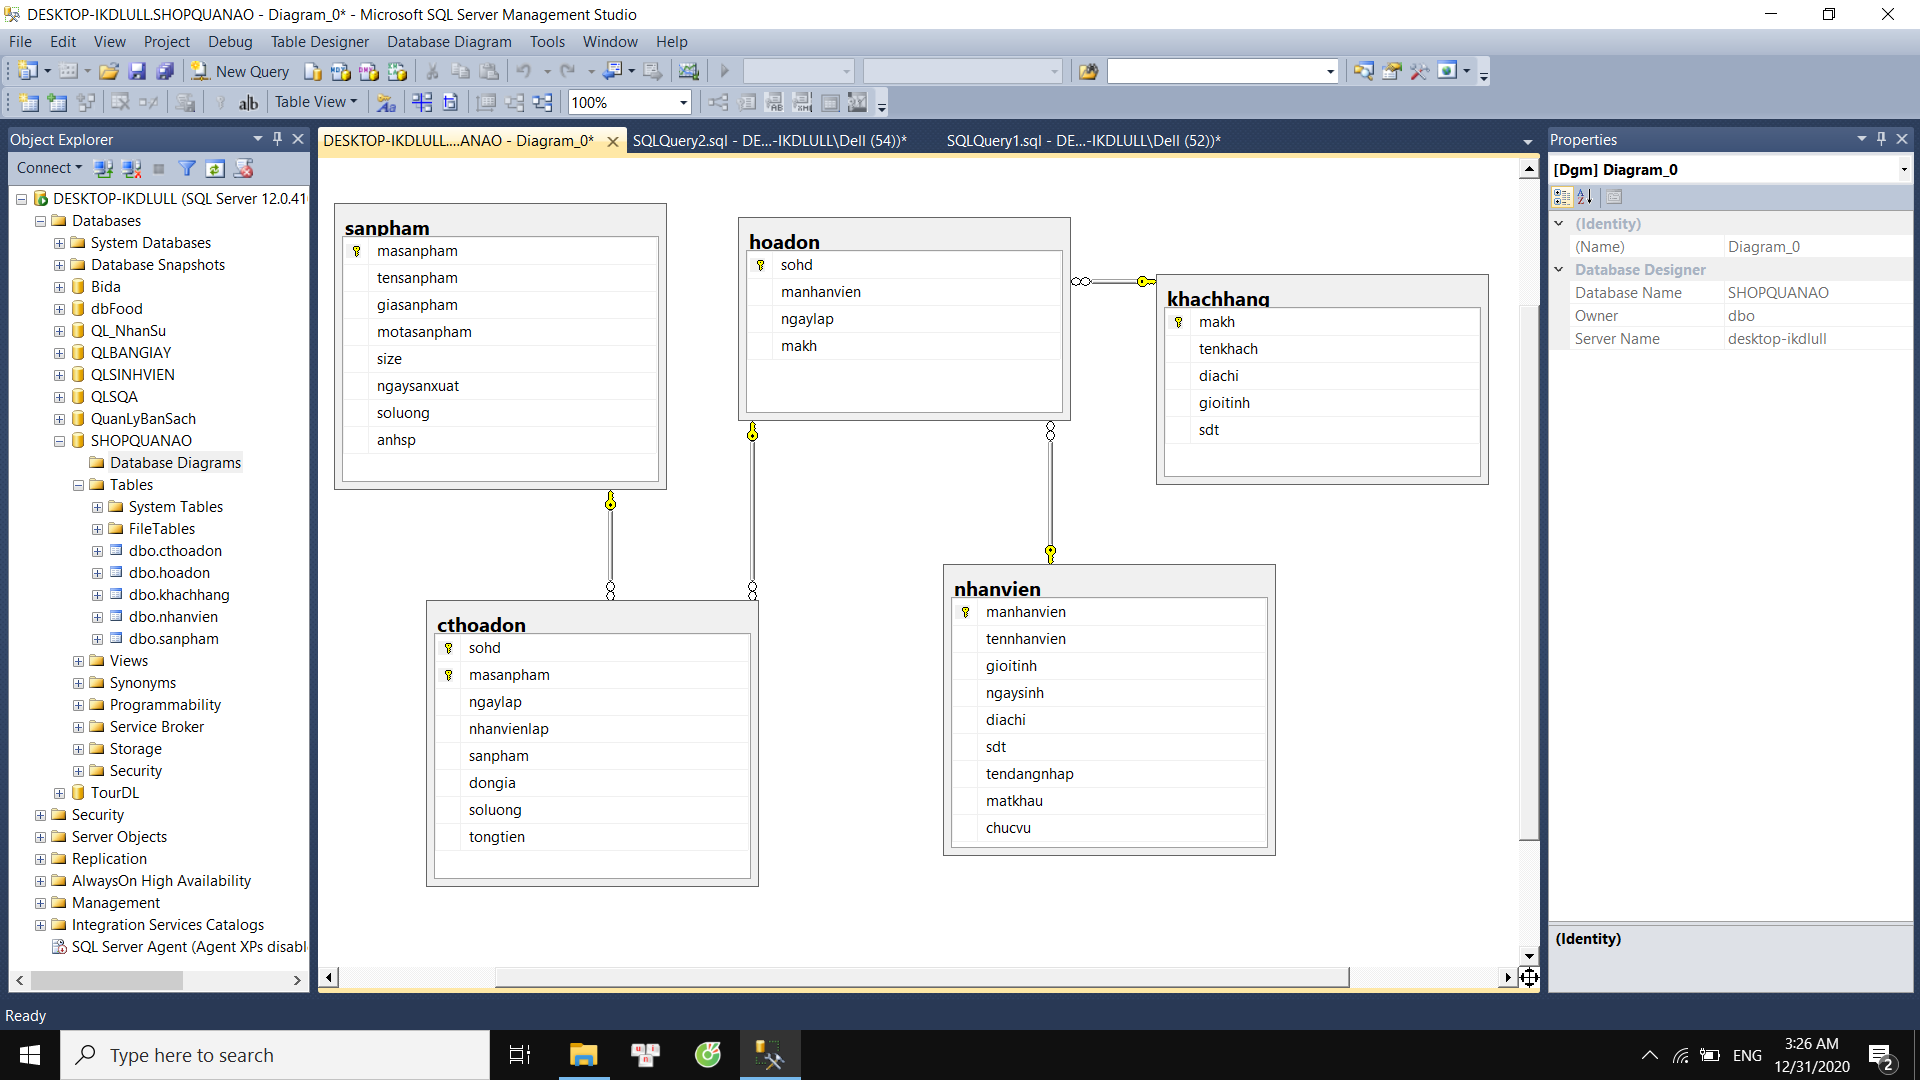 DESKTOP-IKDLULL.SHOPQUANAO - Diagram_0* - Microsoft SQL Server Management Studio
File Edit View Project Debug Table Designer Database Diagram Tools Window Help
New Query
Table View
100%
Object Explorer
Connect
DESKTOP-IKDLULL (SQL Server 12.0.41
Databases
System Databases
Database Snapshots
Bida
dbFood
QL_NhanSu
QLBANGIAY
QLSINHVIEN
QLSQA
QuanLyBanSach
SHOPQUANAO
Database Diagrams
Tables
System Tables
FileTables
dbo.cthoadon
dbo.hoadon
dbo.khachhang
dbo.nhanvien
dbo.sanpham
Views
Synonyms
Programmability
Service Broker
Storage
Security
TourDL
Security
Server Objects
Replication
AlwaysOn High Availability
Management
Integration Services Catalogs
SQL Server Agent (Agent XPs disabl
DESKTOP-IKDLULL....ANAO - Diagram_0*
SQLQuery2.sql - DE...-IKDLULL\Dell (54))*
SQLQuery1.sql - DE...-IKDLULL\Dell (52))*
sanpham
masanpham
tensanpham
giasanpham
motasanpham
size
ngaysanxuat
soluong
anhsp
hoadon
sohd
manhanvien
ngaylap
makh
khachhang
makh
tenkhach
diachi
gioitinh
sdt
cthoadon
sohd
masanpham
ngaylap
nhanvienlap
sanpham
dongia
soluong
tongtien
nhanvien
manhanvien
tennhanvien
gioitinh
ngaysinh
diachi
sdt
tendangnhap
matkhau
chucvu
Properties
[Dgm] Diagram_0
(Identity)
(Name) Diagram_0
Database Designer
Database Name SHOPQUANAO
Owner dbo
Server Name desktop-ikdlull
(Identity)
Ready
Type here to search
ENG
3:26 AM
12/31/2020
2